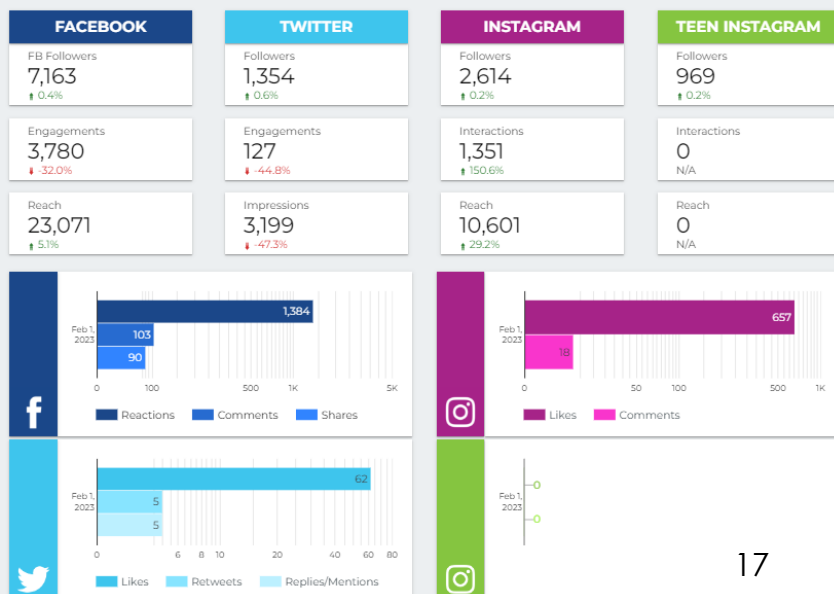 FACEBOOK
FB Followers
7,163
0.4%
Engagements
3,780
-32.0%
Reach
23,071
5.1%
TWITTER
Followers
1,354
0.6%
Engagements
127
-44.8%
Impressions
3,199
-47.3%
INSTAGRAM
Followers
2,614
0.2%
Interactions
1,351
150.6%
Reach
10,601
29.2%
TEEN INSTAGRAM
Followers
969
0.2%
Interactions
0
N/A
Reach
0
N/A
1,384
103
90
Feb 1,
2023
0 100 500 1K 5K
Reactions Comments Shares
657
18
Feb 1,
2023
0 50 100 500 1K
Likes Comments
62
5
5
Feb 1,
2023
0 6 8 10 20 40 60 80
Likes Retweets Replies/Mentions
0
0
Feb 1,
2023
17